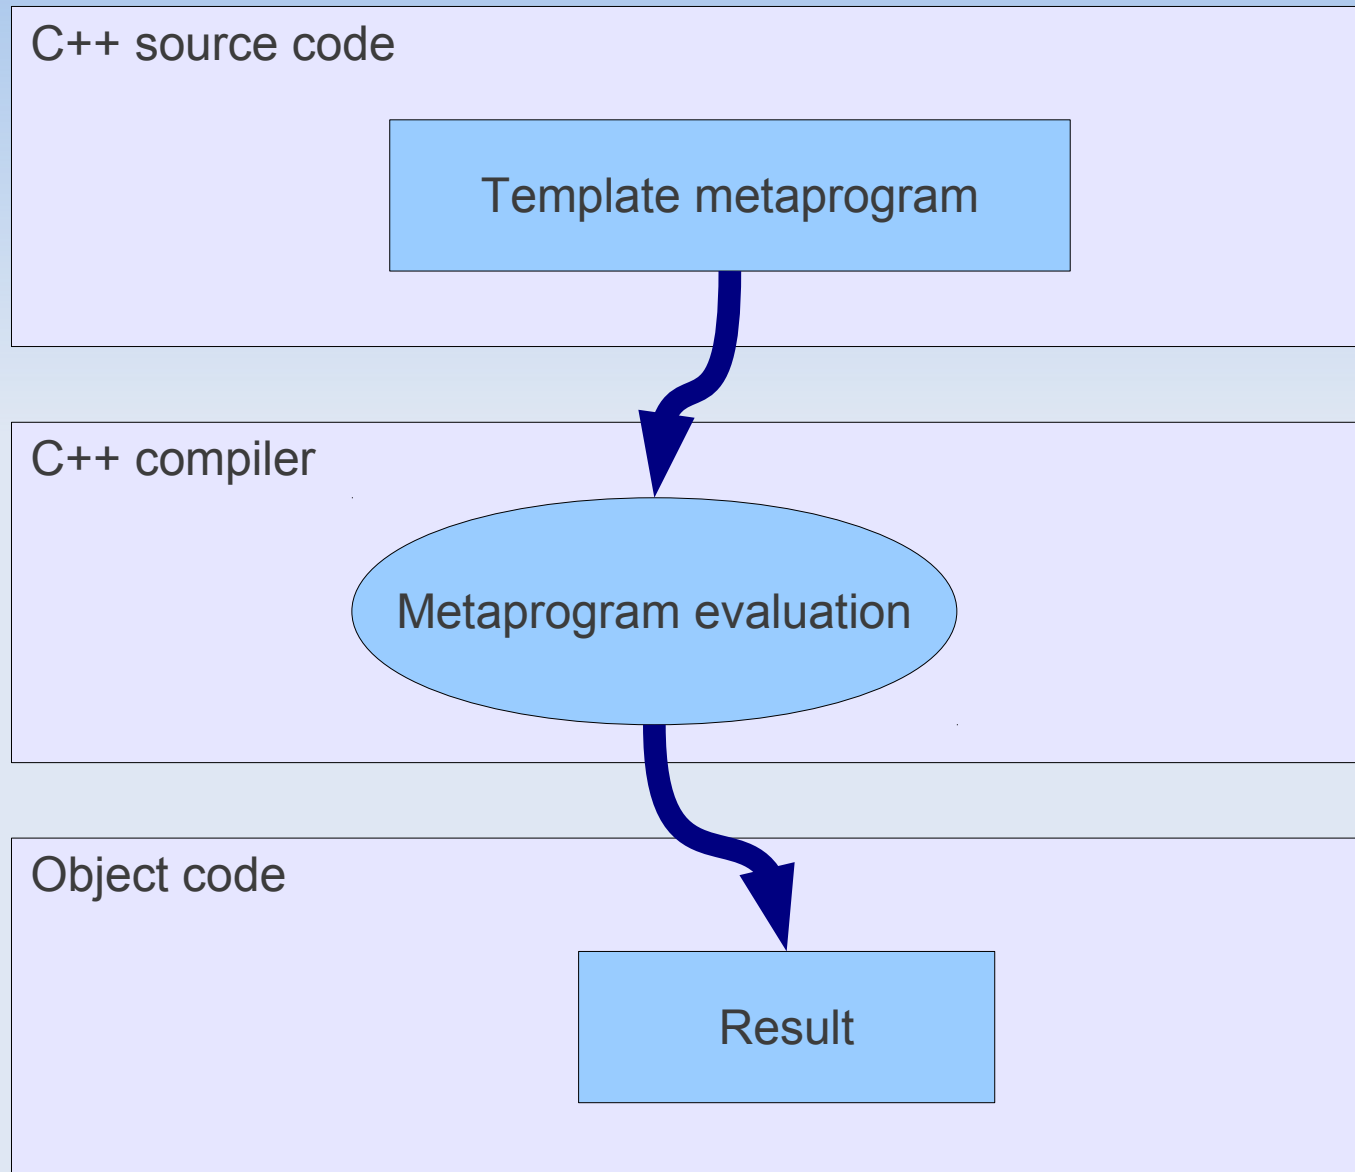 C++ source code
Template metaprogram
C++ compiler
Metaprogram evaluation
Object code
Result